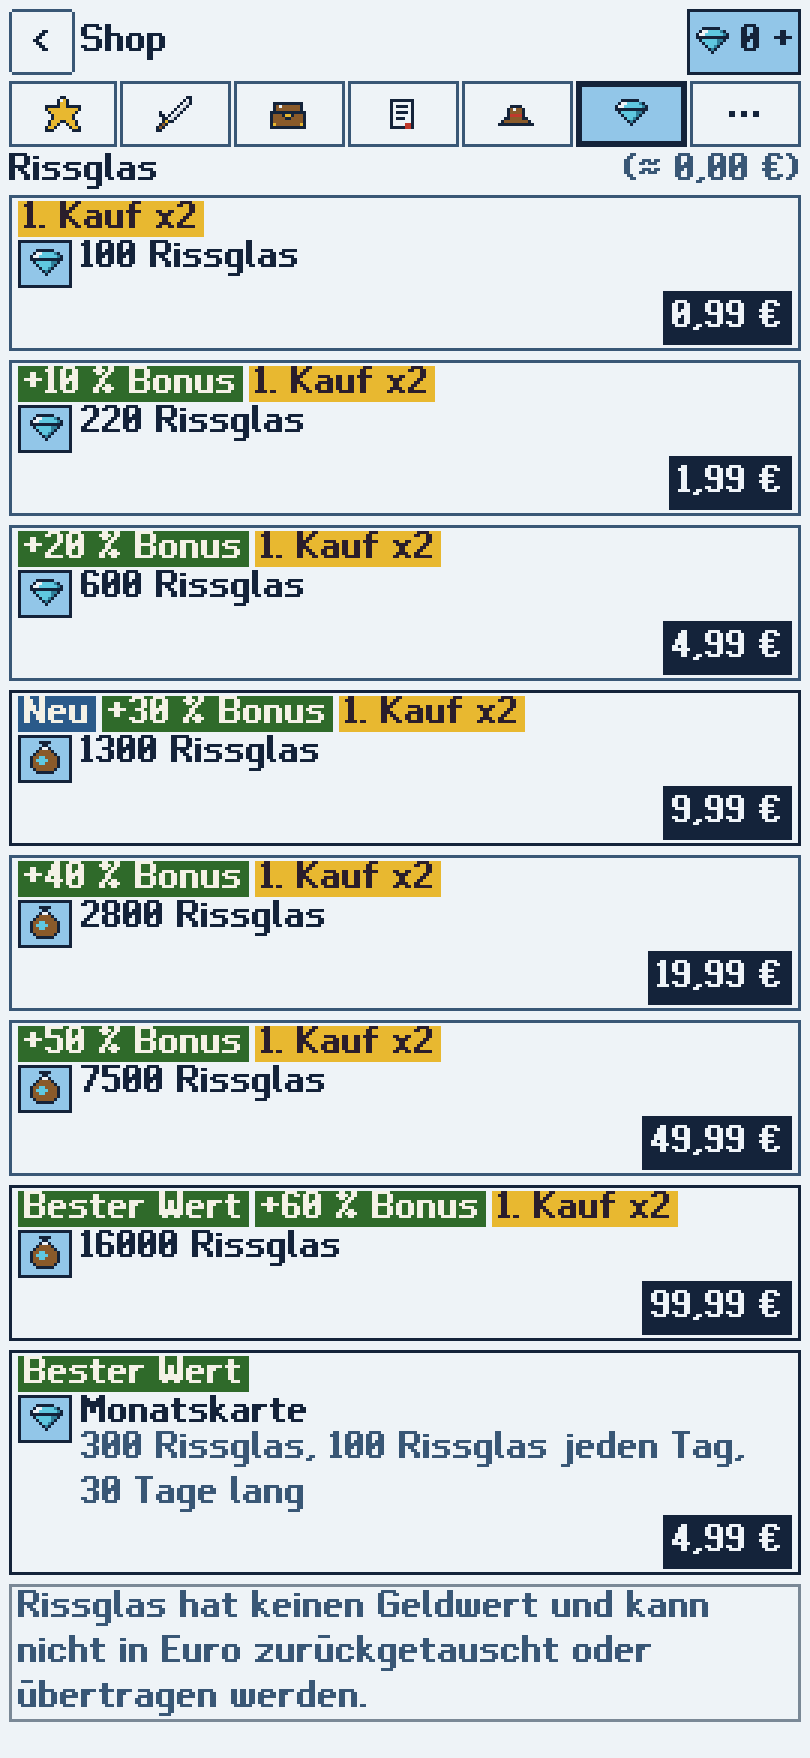 Shop
0 +
...
Rissglas
(≈ 0,00 €)
1. Kauf x2
100 Rissglas
0,99 €
+10 % Bonus 1. Kauf x2
220 Rissglas
1,99 €
+20 % Bonus 1. Kauf x2
600 Rissglas
4,99 €
Neu +30 % Bonus 1. Kauf x2
1300 Rissglas
9,99 €
+40 % Bonus 1. Kauf x2
2800 Rissglas
19,99 €
+50 % Bonus 1. Kauf x2
7500 Rissglas
49,99 €
Bester Wert +60 % Bonus 1. Kauf x2
16000 Rissglas
99,99 €
Bester Wert
Monatskarte
300 Rissglas, 100 Rissglas jeden Tag,
30 Tage lang
4,99 €
Rissglas hat keinen Geldwert und kann
nicht in Euro zurückgetauscht oder
übertragen werden.